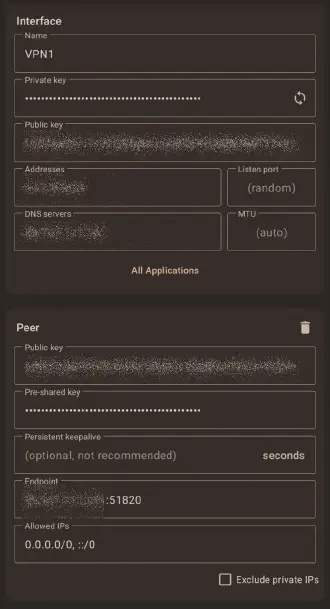 Interface
Name
VPN1
Private key
••••••••••••••••••••••••••••••••••••••••••••
Public key
Addresses
Listen port
(random)
DNS servers
MTU
(auto)
All Applications
Peer
Public key
Pre-shared key
••••••••••••••••••••••••••••••••••••••••••••
Persistent keepalive
(optional, not recommended) seconds
Endpoint
:51820
Allowed IPs
0.0.0.0/0, ::/0
Exclude private IPs